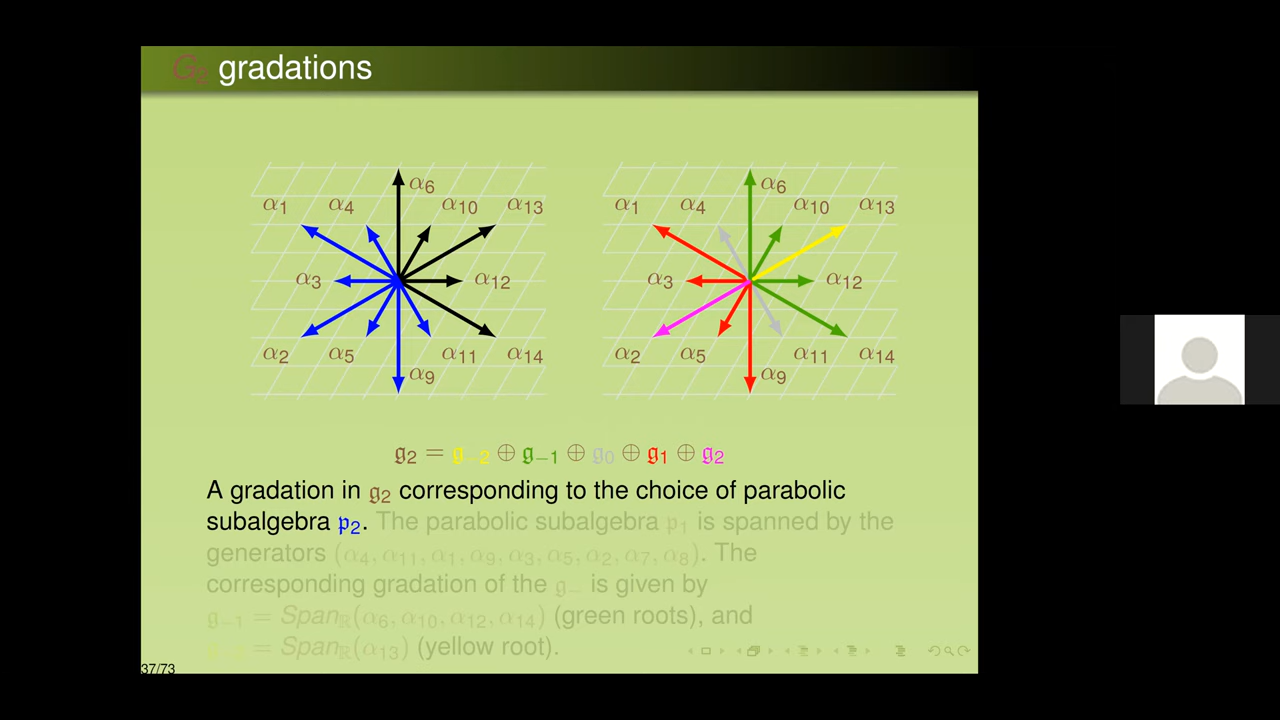 G₂ gradations
α₆ α₆
α₁ α₄ α₁₀ α₁₃ α₁ α₄ α₁₀ α₁₃
α₃ α₁₂ α₃ α₁₂
α₂ α₅ α₁₁ α₁₄ α₂ α₅ α₁₁ α₁₄
α₉ α₉
𝔤₂ = 𝔤₋₂ ⊕ 𝔤₋₁ ⊕ 𝔤₀ ⊕ 𝔤₁ ⊕ 𝔤₂
A gradation in 𝔤₂ corresponding to the choice of parabolic
subalgebra 𝔭₂. The parabolic subalgebra 𝔭₁ is spanned by the
generators (α₄, α₁₁, α₁, α₉, α₃, α₅, α₂, α₇, α₈). The
corresponding gradation of the 𝔤₋ is given by
𝔤₋₁ = Spanℝ(α₆, α₁₀, α₁₂, α₁₄) (green roots), and
= Spanℝ(α₁₃) (yellow root).
37/73